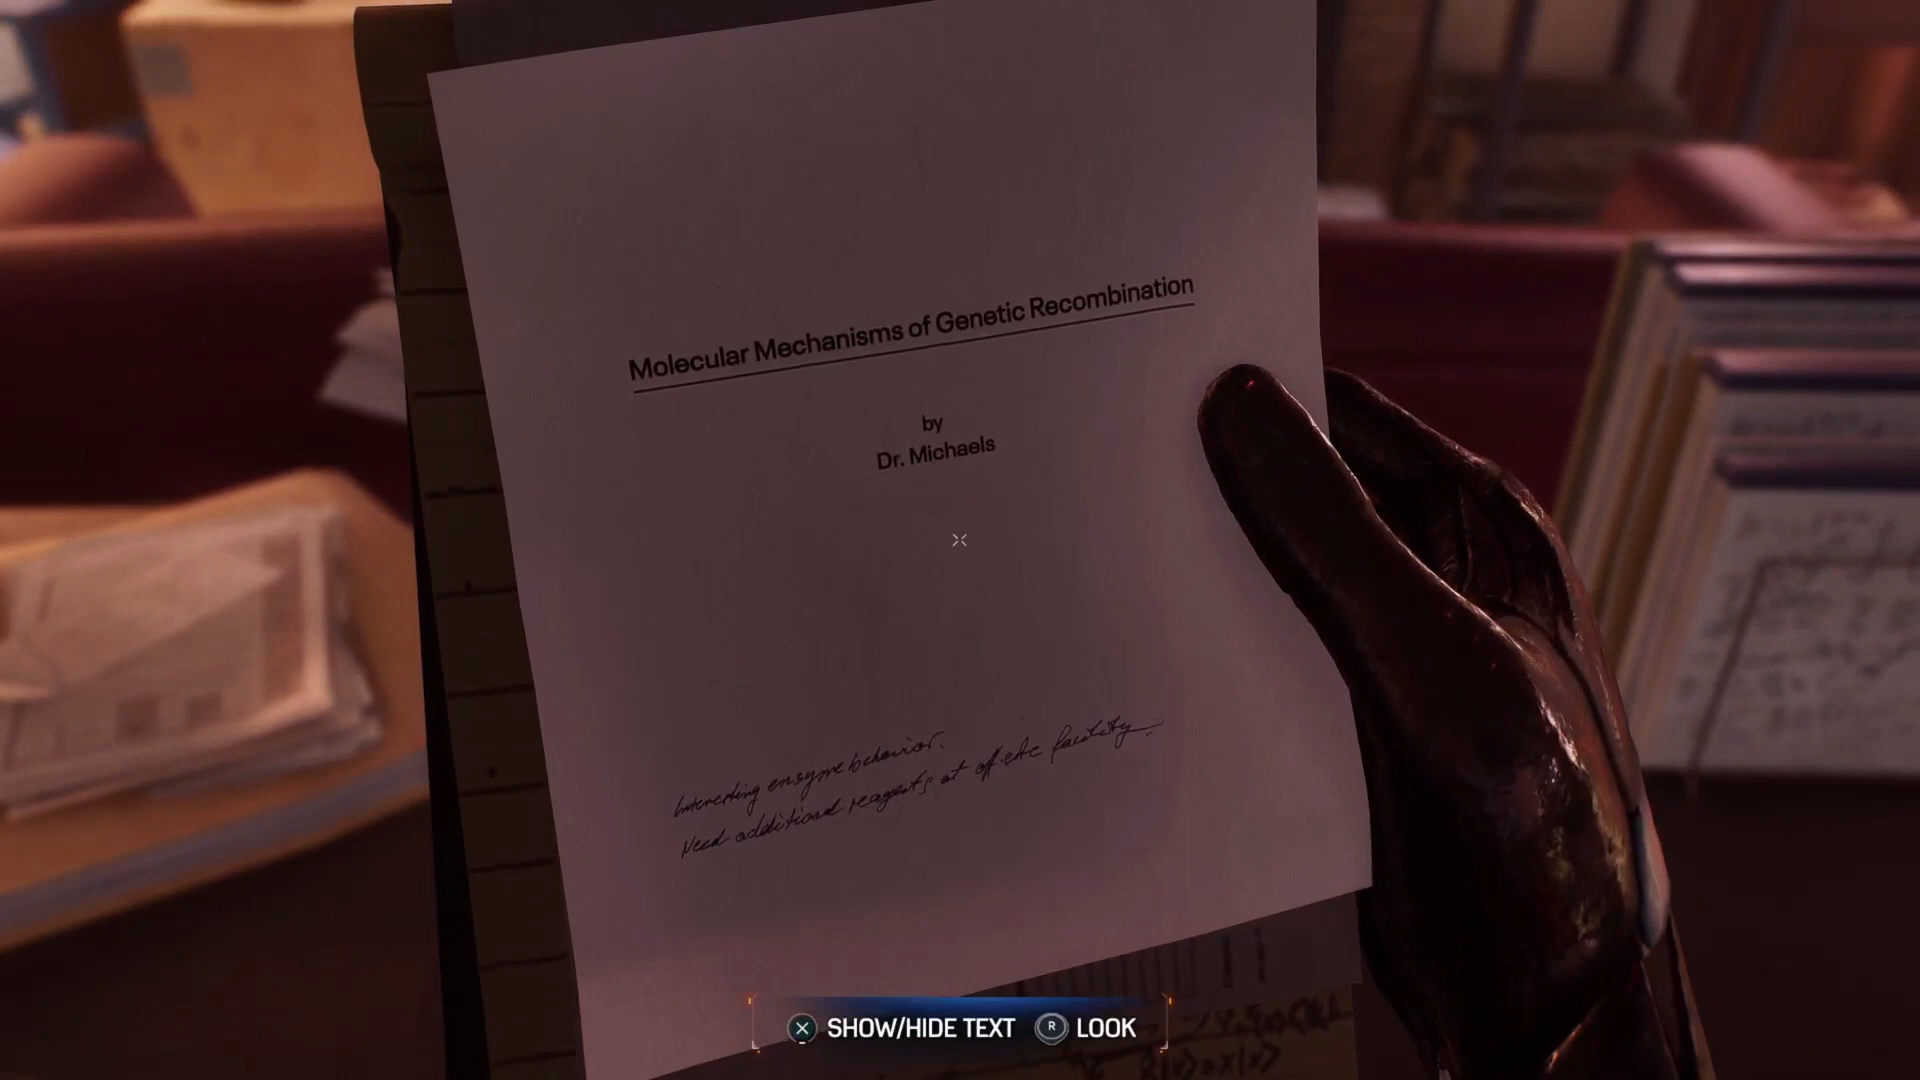 Molecular Mechanisms of Genetic Recombination
by
Dr. Michaels
Interesting enzyme behavior.
Need additional reagents at off-site facility.
SHOW/HIDE TEXT R LOOK